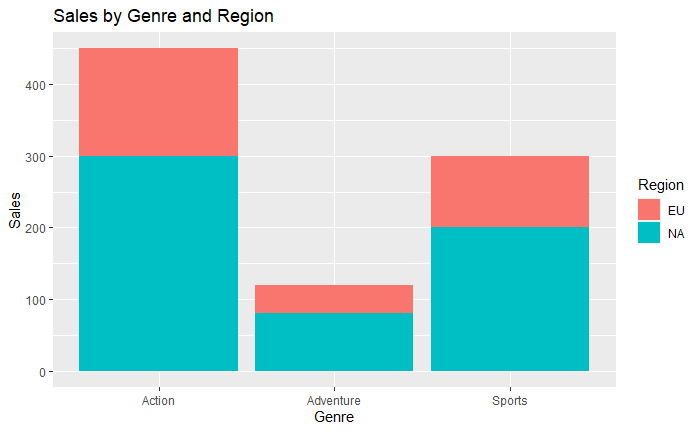 Sales by Genre and Region
400
300
200
100
0
Sales
Action Adventure Sports
Genre
Region
EU
NA